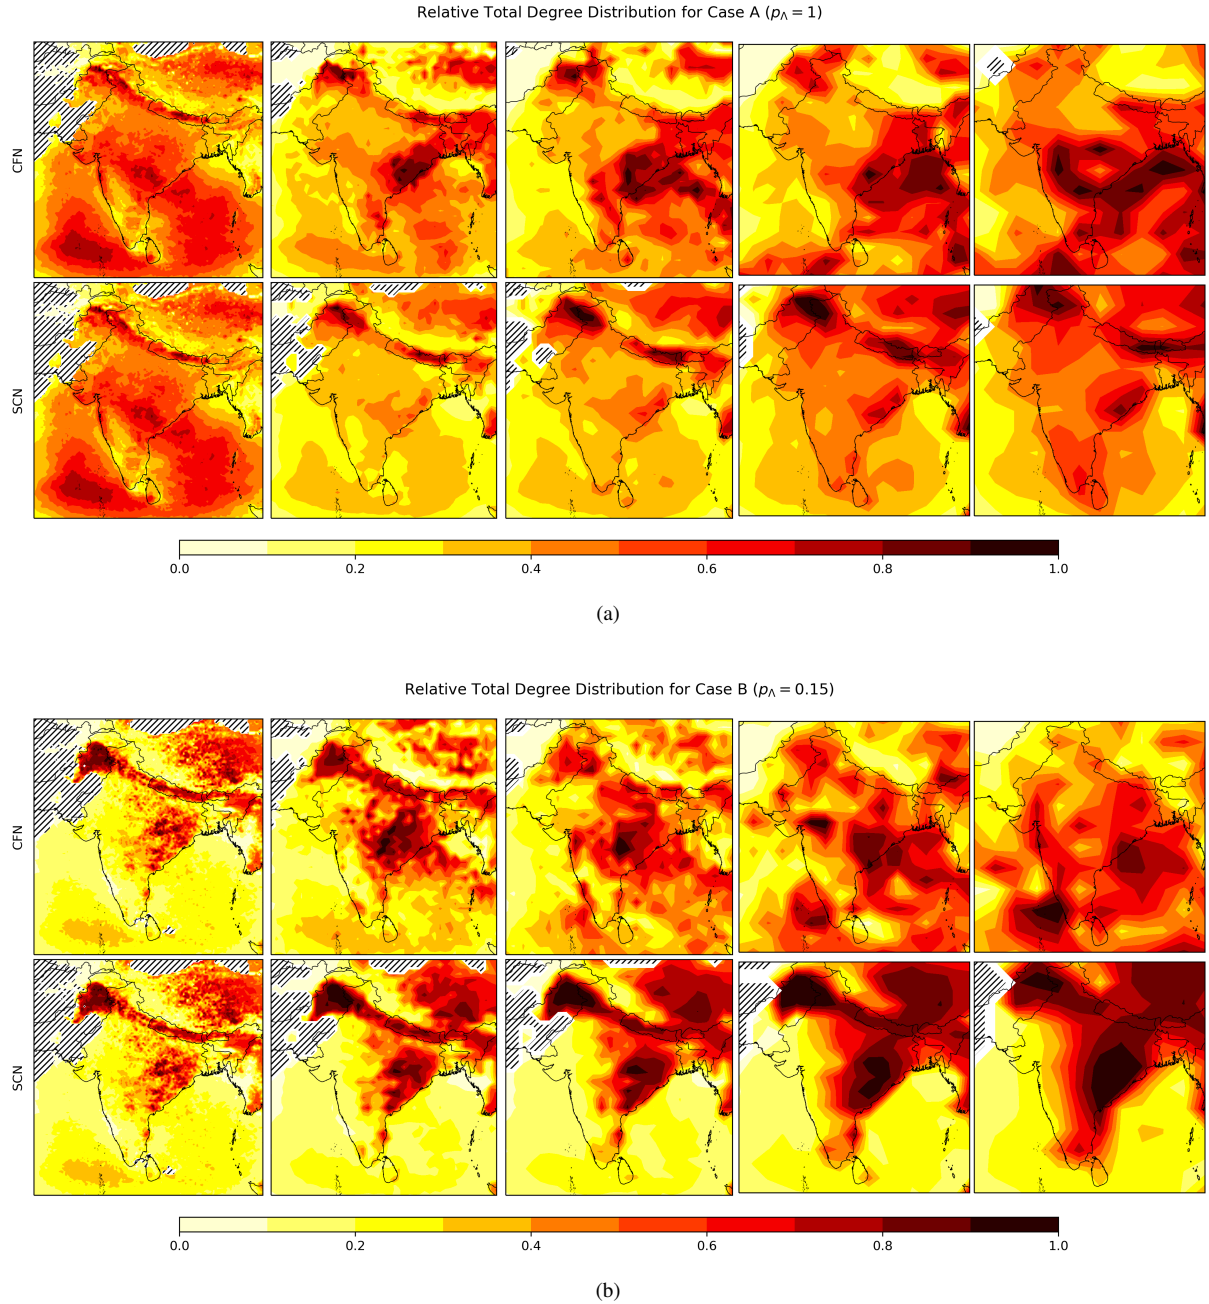 Relative Total Degree Distribution for Case A (p_Λ = 1)
CFN
SCN
0.0 0.2 0.4 0.6 0.8 1.0
(a)
Relative Total Degree Distribution for Case B (p_Λ = 0.15)
CFN
SCN
0.0 0.2 0.4 0.6 0.8 1.0
(b)